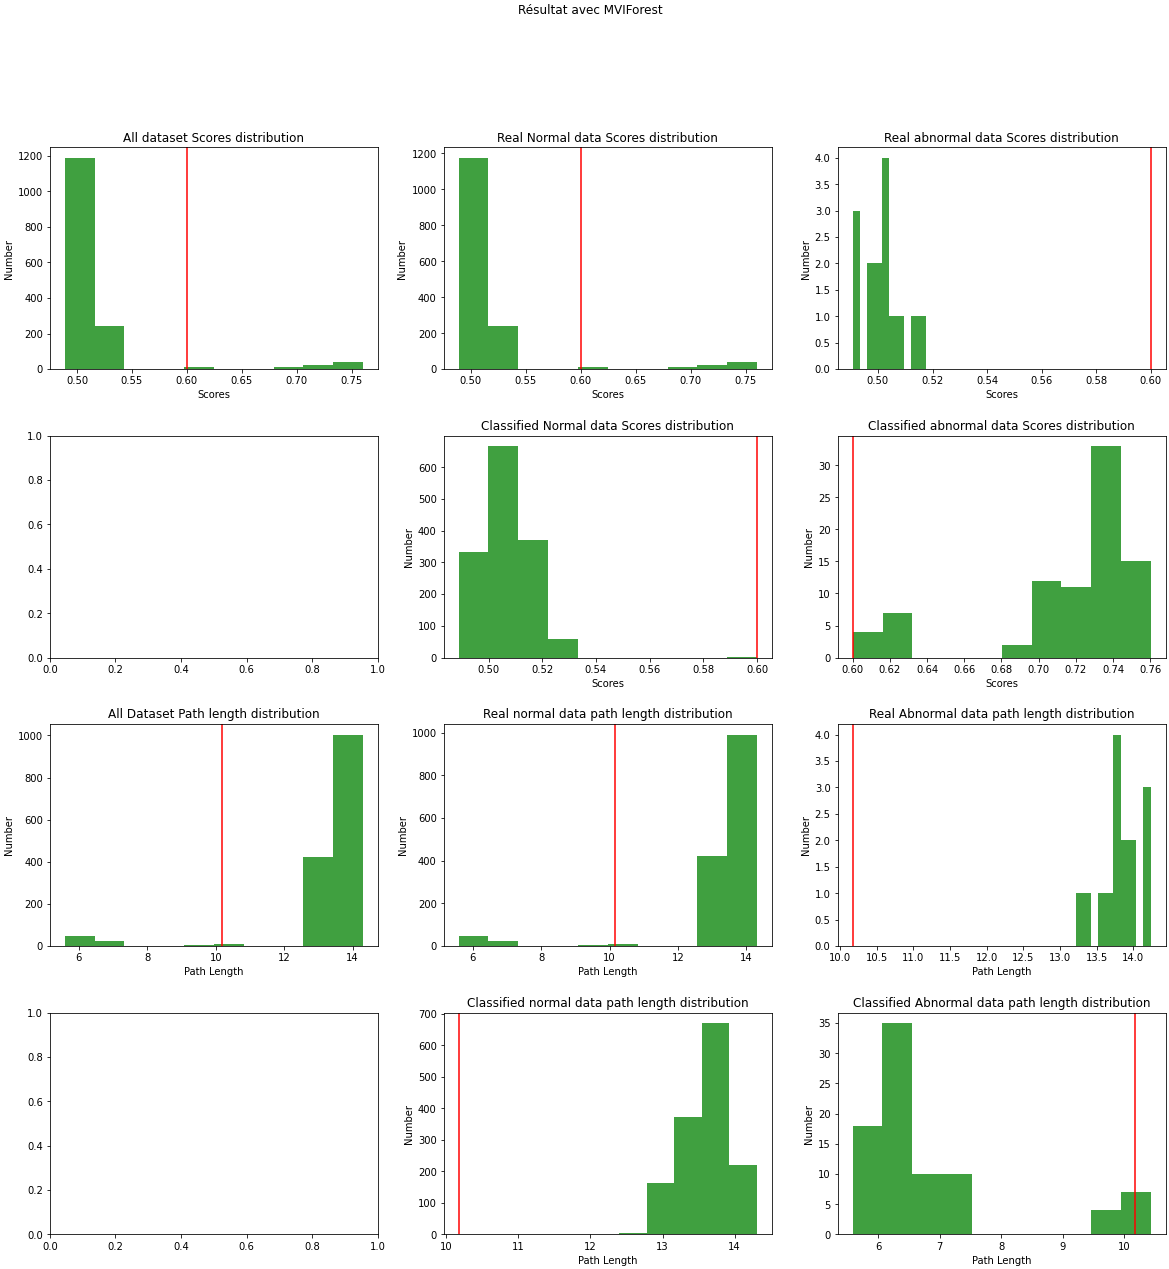 Résultat avec MVIForest
All dataset Scores distribution
1200
1000
800
600
400
200
0
Number
0.50 0.55 0.60 0.65 0.70 0.75
Scores
Real Normal data Scores distribution
1200
1000
800
600
400
200
0
Number
0.50 0.55 0.60 0.65 0.70 0.75
Scores
Real abnormal data Scores distribution
4.0
3.5
3.0
2.5
2.0
1.5
1.0
0.5
0.0
Number
0.50 0.52 0.54 0.56 0.58 0.60
Scores
1.0
0.8
0.6
0.4
0.2
0.0
0.0 0.2 0.4 0.6 0.8 1.0
Classified Normal data Scores distribution
600
500
400
300
200
100
0
Number
0.50 0.52 0.54 0.56 0.58 0.60
Scores
Classified abnormal data Scores distribution
30
25
20
15
10
5
0
Number
0.60 0.62 0.64 0.66 0.68 0.70 0.72 0.74 0.76
Scores
All Dataset Path length distribution
1000
800
600
400
200
0
Number
6 8 10 12 14
Path Length
Real normal data path length distribution
1000
800
600
400
200
0
Number
6 8 10 12 14
Path Length
Real Abnormal data path length distribution
4.0
3.5
3.0
2.5
2.0
1.5
1.0
0.5
0.0
Number
10.0 10.5 11.0 11.5 12.0 12.5 13.0 13.5 14.0
Path Length
1.0
0.8
0.6
0.4
0.2
0.0
0.0 0.2 0.4 0.6 0.8 1.0
Classified normal data path length distribution
700
600
500
400
300
200
100
0
Number
10 11 12 13 14
Path Length
Classified Abnormal data path length distribution
35
30
25
20
15
10
5
0
Number
6 7 8 9 10
Path Length